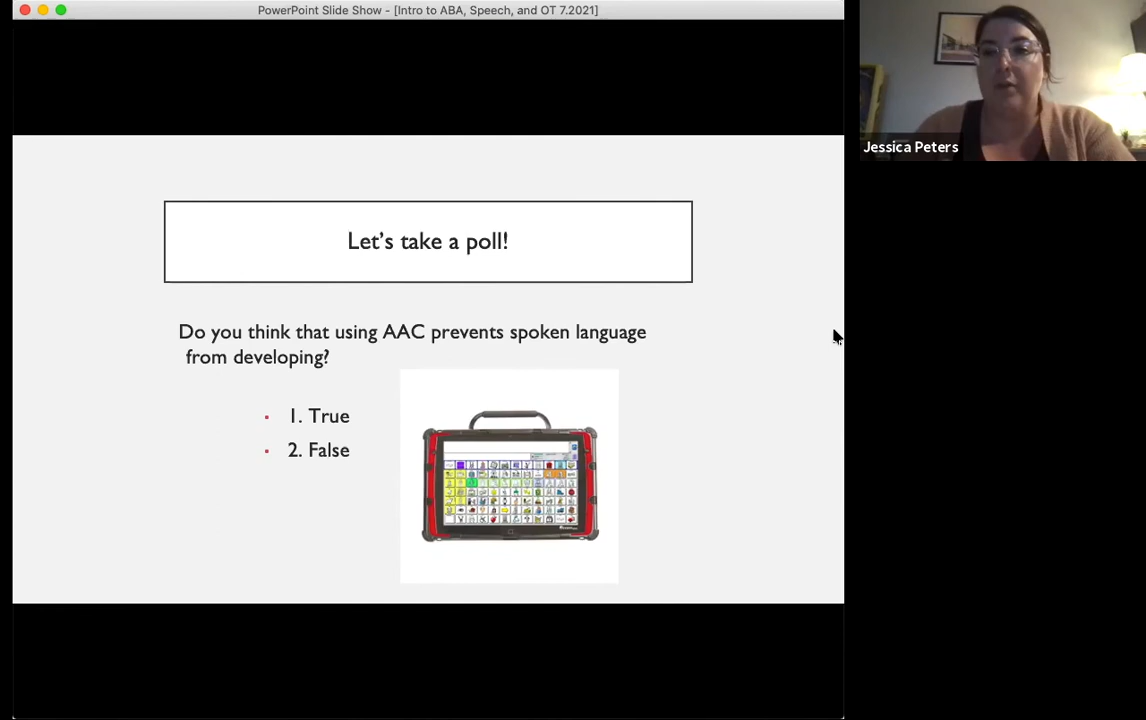 PowerPoint Slide Show - [Intro to ABA, Speech, and OT 7.2021]
Jessica Peters
Let's take a poll!
Do you think that using AAC prevents spoken language
from developing?
1. True
2. False